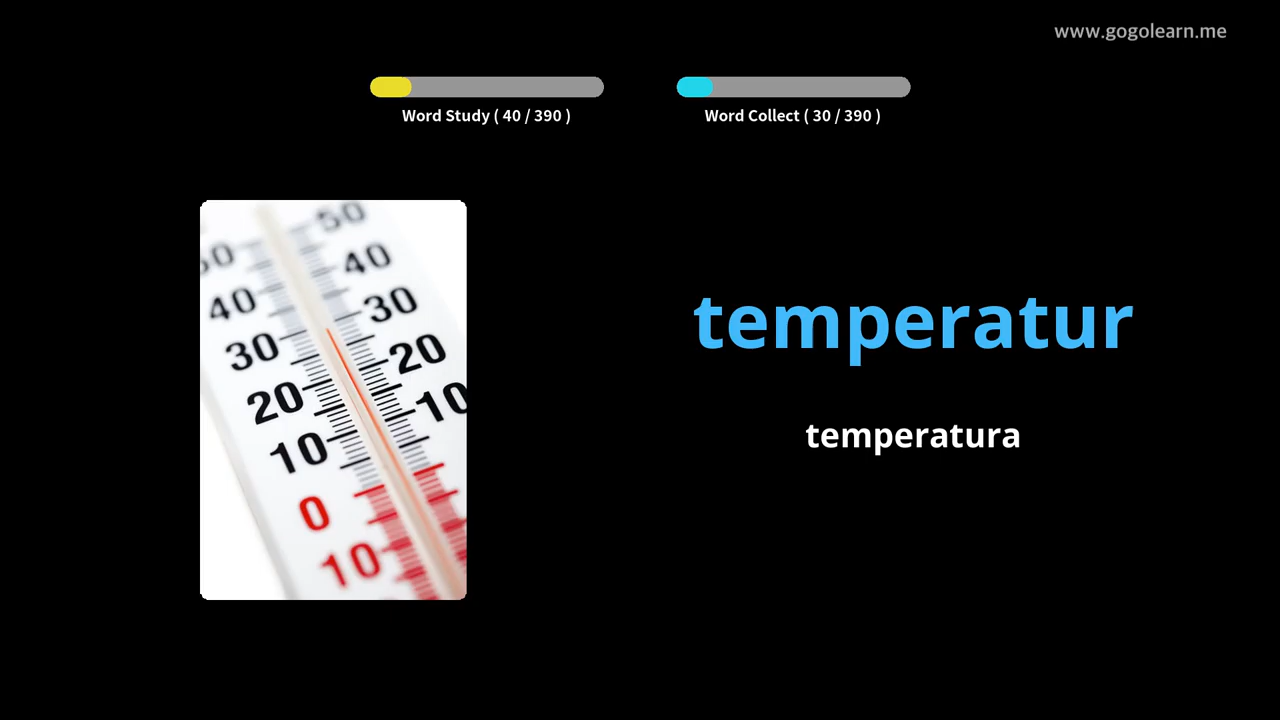 www.gogolearn.me
Word Study ( 40 / 390 )
Word Collect ( 30 / 390 )
50
50
40
40
30
30
20
20
10
10
0
10
temperatur
temperatura